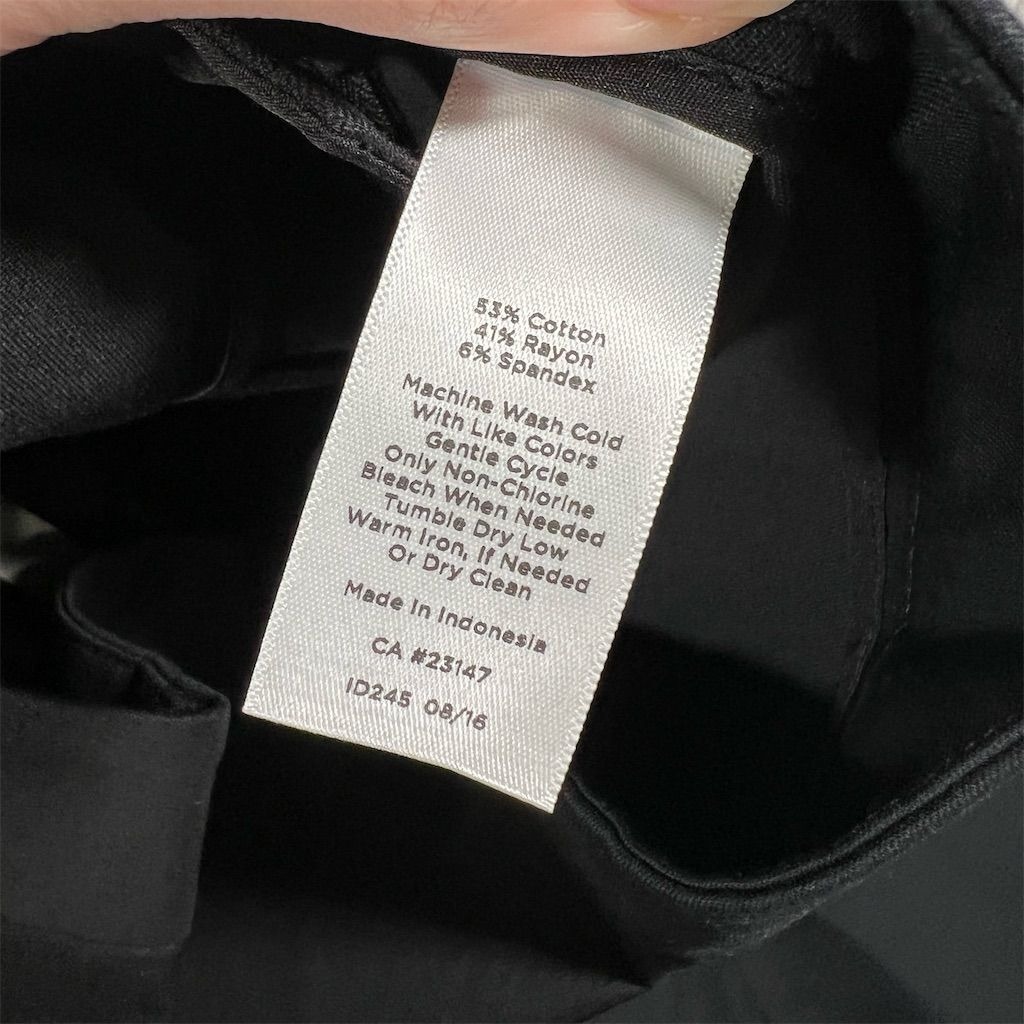 53% Cotton
41% Rayon
6% Spandex
Machine Wash Cold
With Like Colors
Gentle Cycle
Only Non-Chlorine
Bleach When Needed
Tumble Dry Low
Warm Iron, If Needed
Or Dry Clean
Made In Indonesia
CA #23147
ID245 08/16